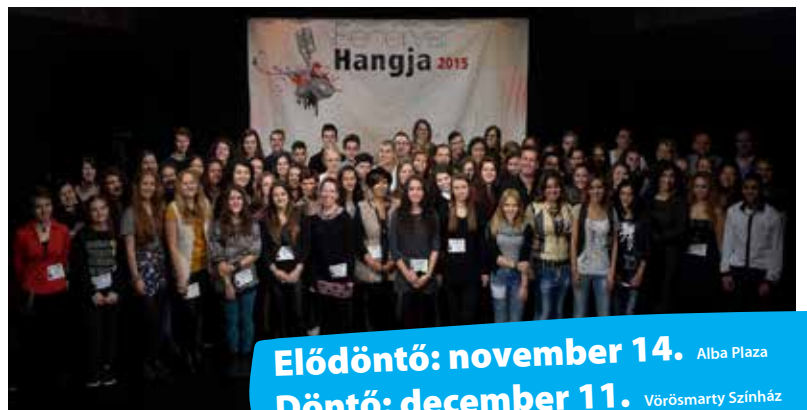 Fehérvár
Hangja 2015
Elődöntő: november 14. Alba Plaza
Döntő: december 11. Vörösmarty Színház